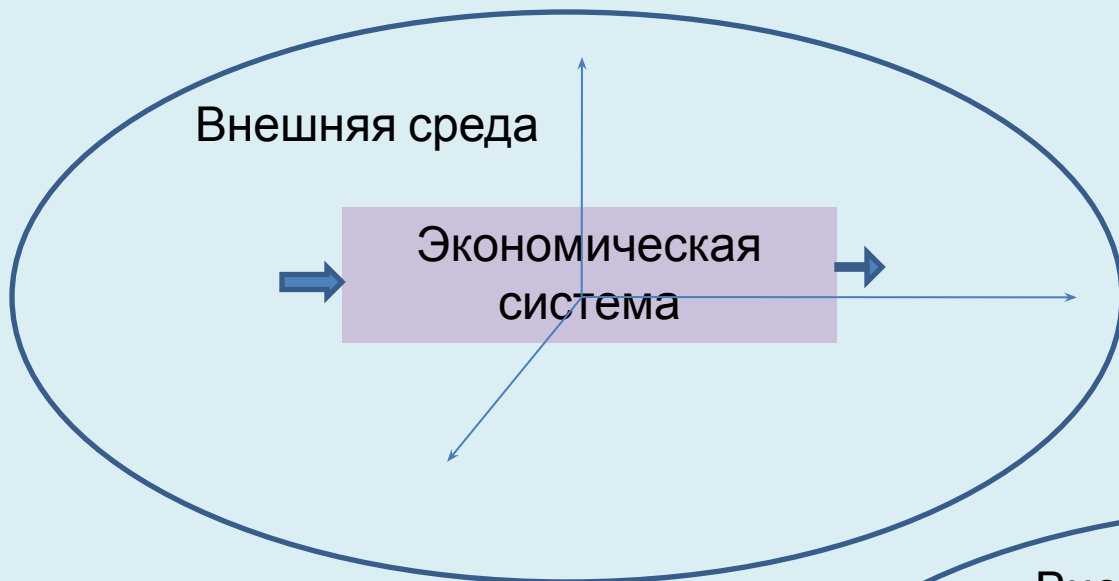 Внешняя среда
Экономическая
система